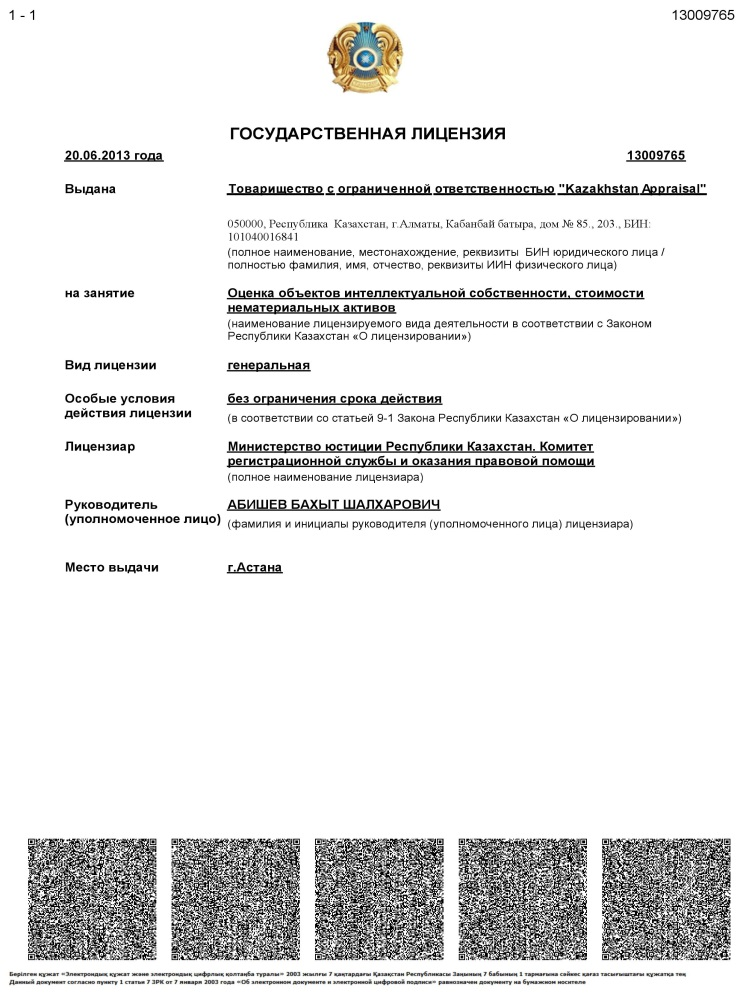 1 - 1 13009765
ГОСУДАРСТВЕННАЯ ЛИЦЕНЗИЯ
20.06.2013 года 13009765
Выдана Товарищество с ограниченной ответственностью "Kazakhstan Appraisal"
050000, Республика Казахстан, г.Алматы, Кабанбай батыра, дом № 85., 203., БИН:
101040016841
(полное наименование, местонахождение, реквизиты БИН юридического лица /
полностью фамилия, имя, отчество, реквизиты ИИН физического лица)
на занятие Оценка объектов интеллектуальной собственности, стоимости
нематериальных активов
(наименование лицензируемого вида деятельности в соответствии с Законом
Республики Казахстан «О лицензировании»)
Вид лицензии генеральная
Особые условия без ограничения срока действия
действия лицензии (в соответствии со статьей 9-1 Закона Республики Казахстан «О лицензировании»)
Лицензиар Министерство юстиции Республики Казахстан. Комитет
регистрационной службы и оказания правовой помощи
(полное наименование лицензиара)
Руководитель АБИШЕВ БАХЫТ ШАЛХАРОВИЧ
(уполномоченное лицо) (фамилия и инициалы руководителя (уполномоченного лица) лицензиара)
Место выдачи г.Астана
Берілген құжат «Электрондық құжат және электрондық цифрлық қолтаңба туралы» 2003 жылғы 7 қаңтардағы Қазақстан Республикасы Заңының 7 бабының 1 тармағына сәйкес қағаз тасығыштағы құжатқа тең
Данный документ согласно пункту 1 статьи 7 ЗРК от 7 января 2003 года «Об электронном документе и электронной цифровой подписи» равнозначен документу на бумажном носителе